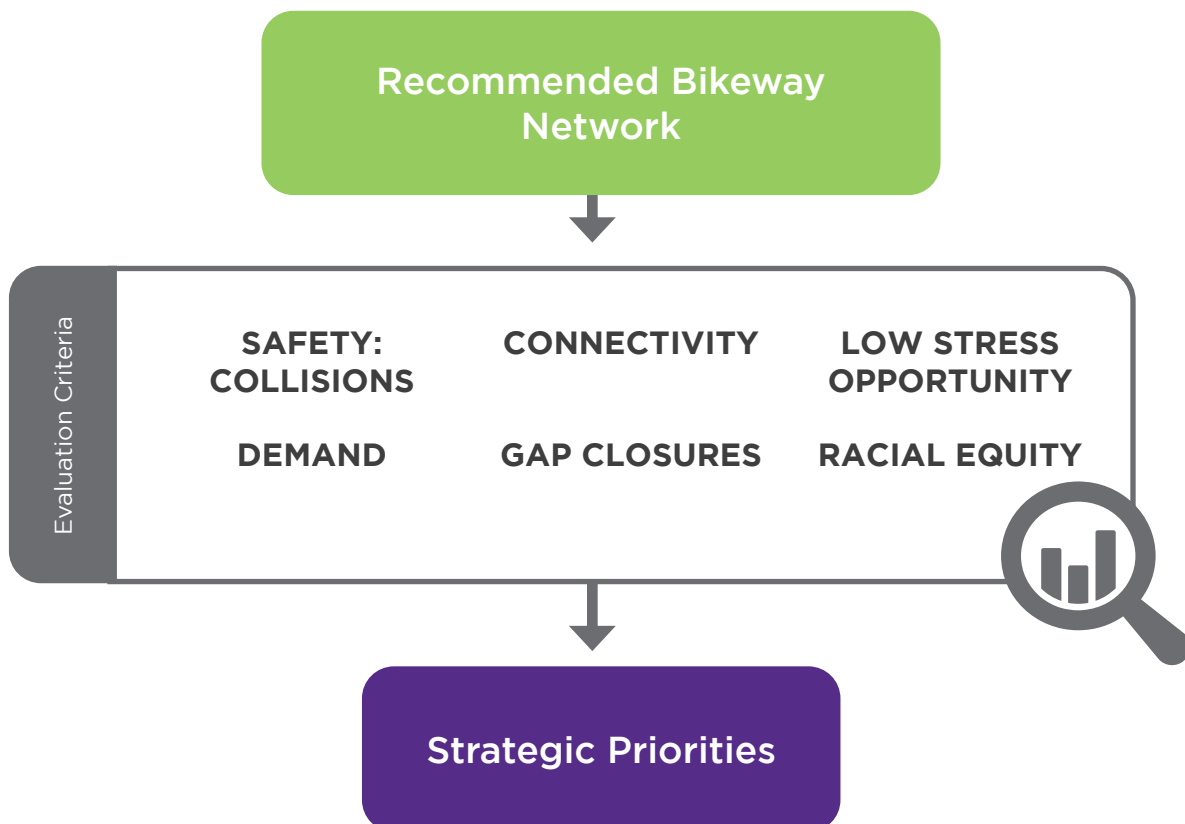 Recommended Bikeway
Network
Evaluation Criteria
SAFETY:
COLLISIONS
CONNECTIVITY
LOW STRESS
OPPORTUNITY
DEMAND
GAP CLOSURES
RACIAL EQUITY
Strategic Priorities